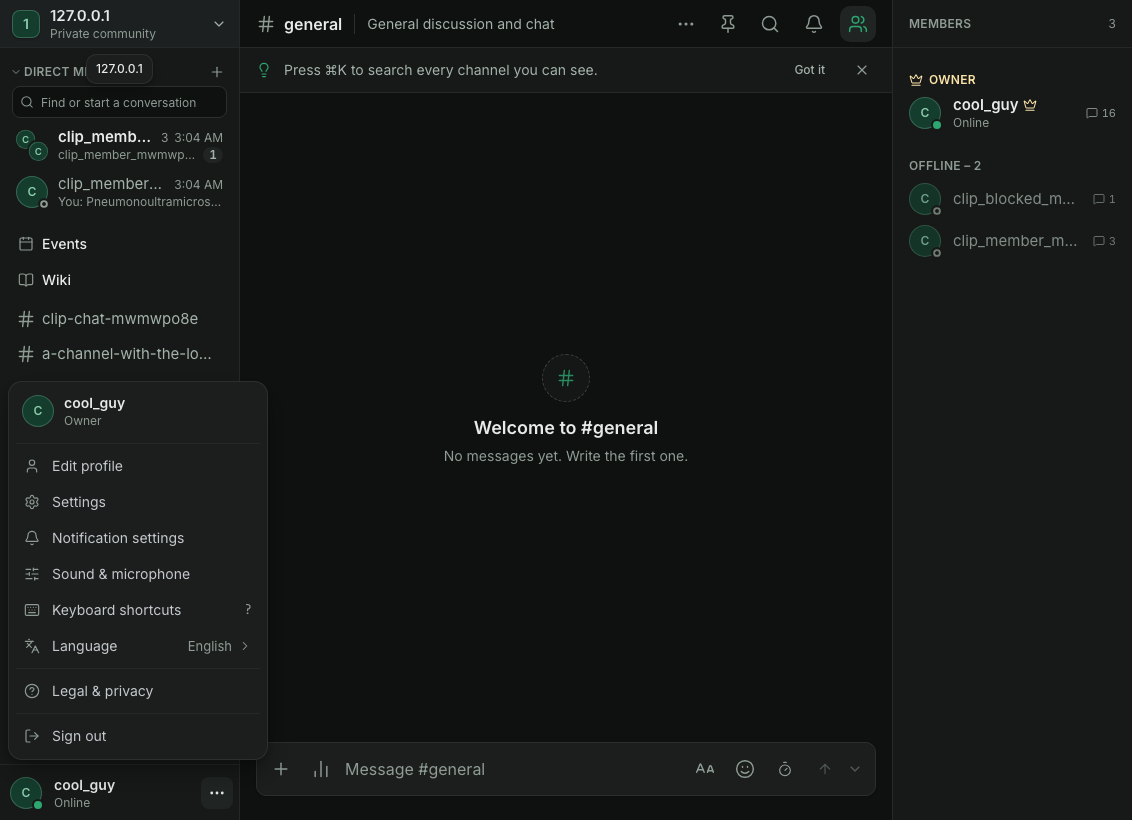 1
127.0.0.1
Private community
DIRECT M
127.0.0.1
Find or start a conversation
C
C
clip_memb...
3
3:04 AM
clip_member_mwmwp...
1
C
clip_member...
3:04 AM
You: Pneumonoultramicros...
Events
Wiki
clip-chat-mwmwpo8e
a-channel-with-the-lo...
C
cool_guy
Owner
Edit profile
Settings
Notification settings
Sound & microphone
Keyboard shortcuts
?
Language
English
Legal & privacy
Sign out
C
cool_guy
Online
# general
General discussion and chat
Press ⌘K to search every channel you can see.
Got it
#
Welcome to #general
No messages yet. Write the first one.
Message #general
AA
MEMBERS
3
OWNER
C
cool_guy
Online
16
OFFLINE – 2
C
clip_blocked_m...
1
C
clip_member_m...
3